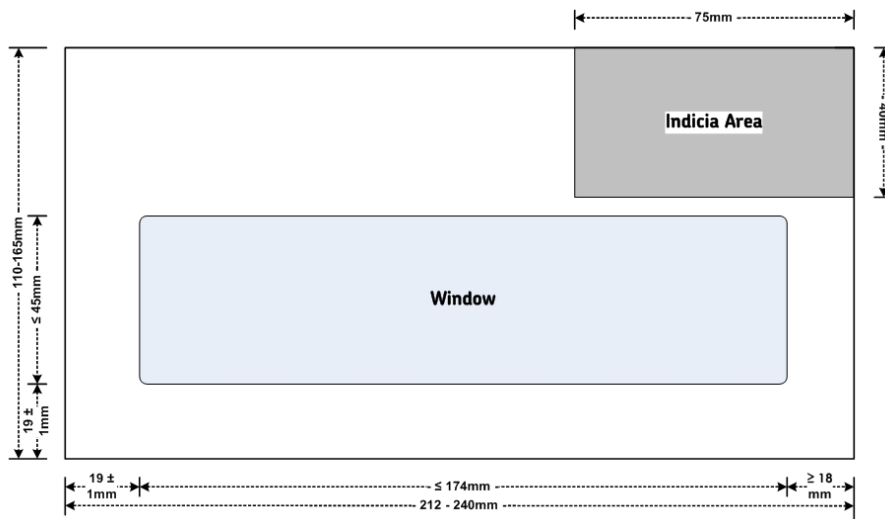 75mm
Indicia Area
40mm
110-165mm
≤ 45mm
Window
19 ±
1mm
19 ±
1mm
≤ 174mm
≥ 18
mm
212 - 240mm